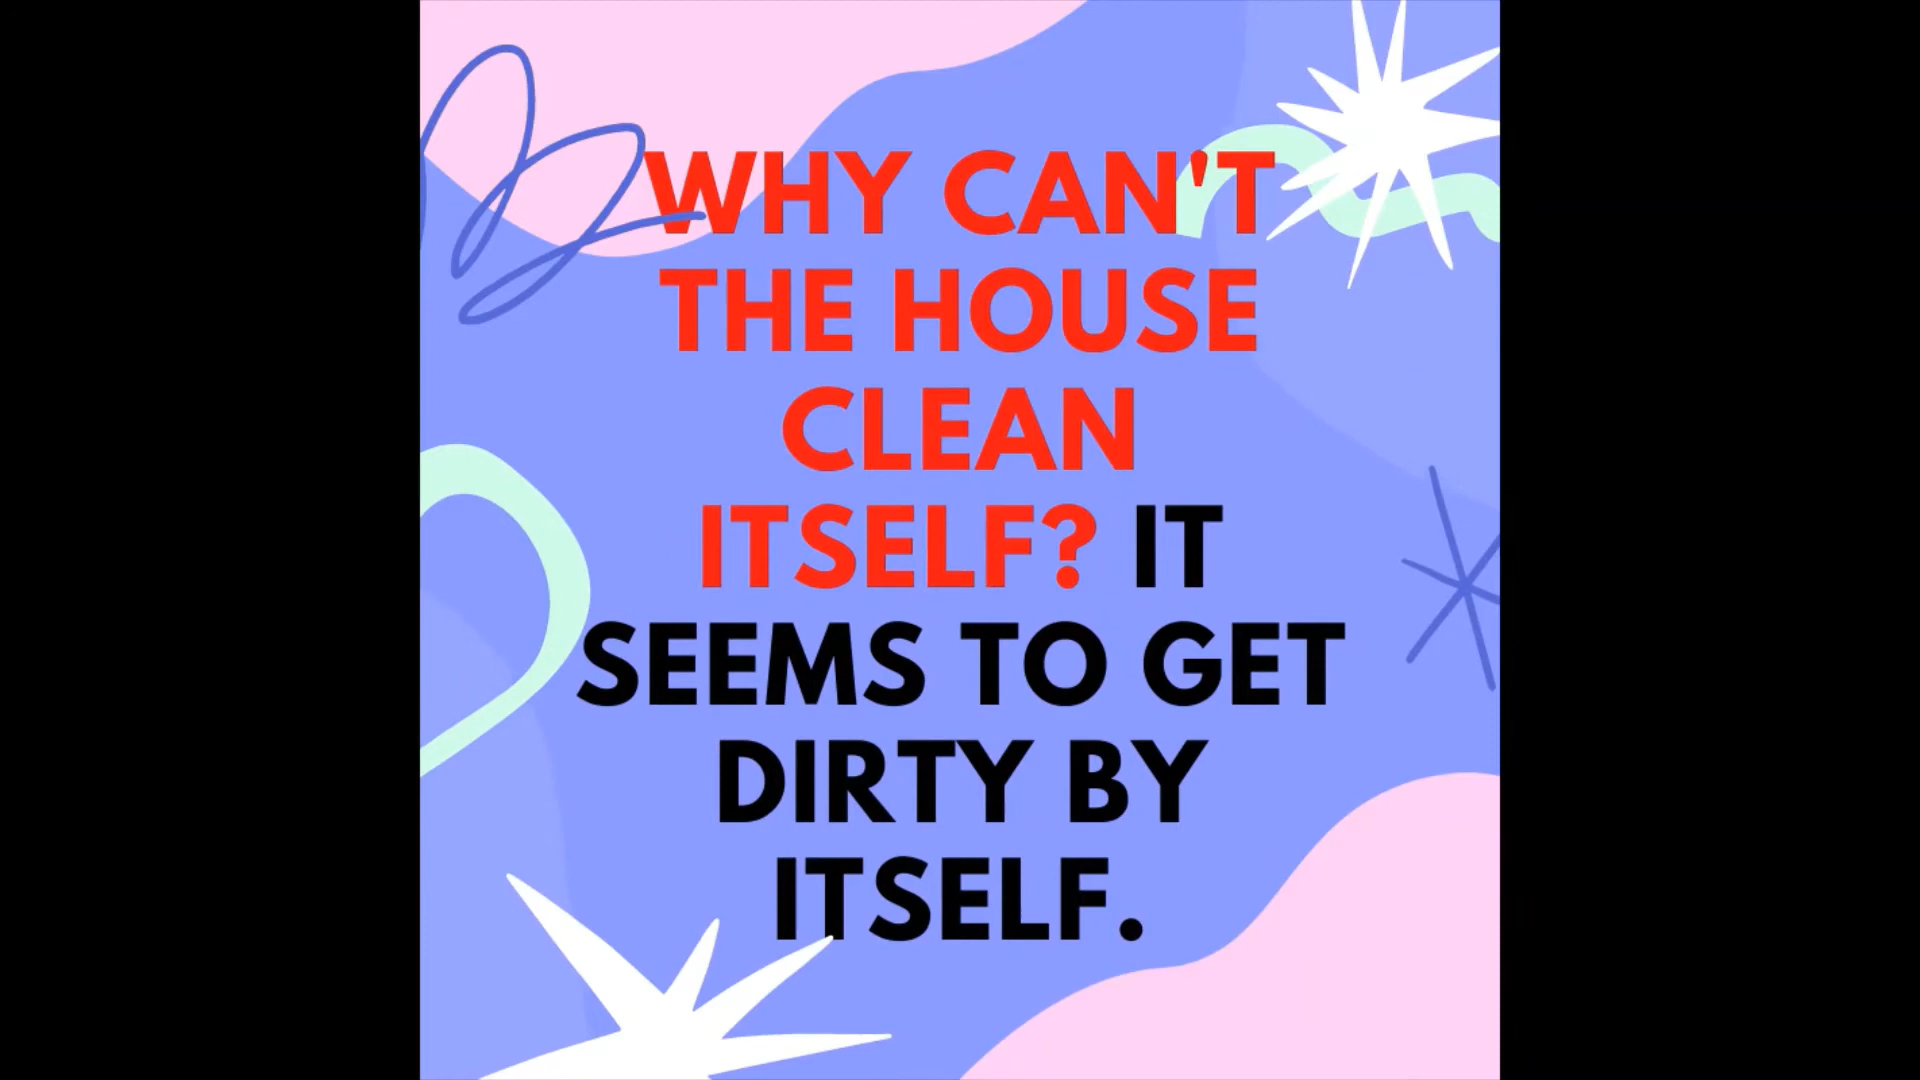 WHY CAN'T
THE HOUSE
CLEAN
ITSELF? IT
SEEMS TO GET
DIRTY BY
ITSELF.